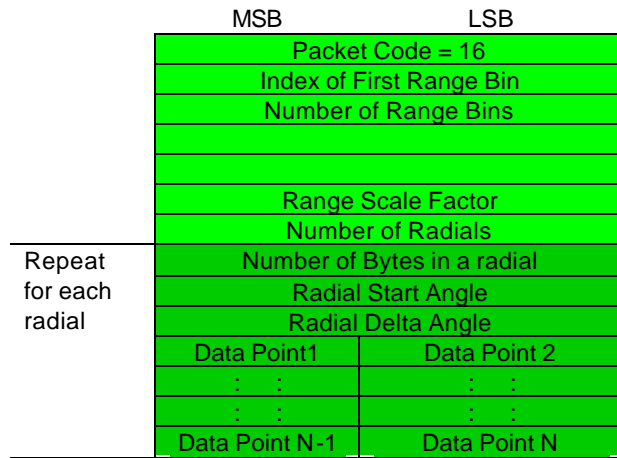 MSB LSB
Packet Code = 16
Index of First Range Bin
Number of Range Bins
Range Scale Factor
Number of Radials
Repeat for each radial
Number of Bytes in a radial
Radial Start Angle
Radial Delta Angle
Data Point1 Data Point 2
: : : :
: : : :
Data Point N-1 Data Point N